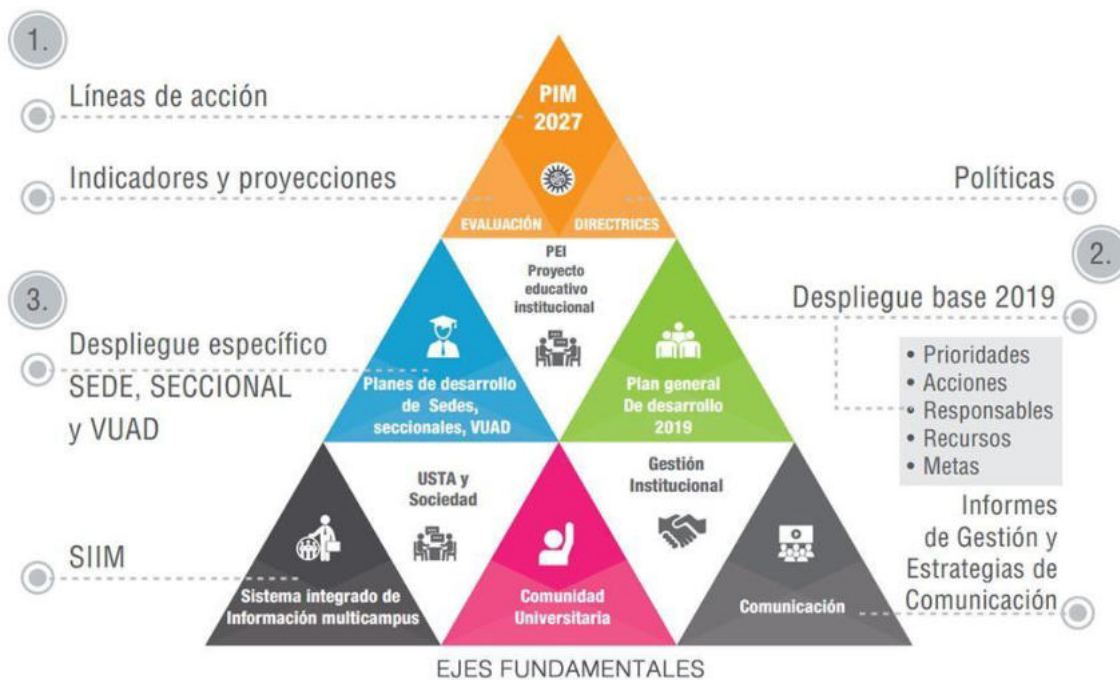 1.
Líneas de acción
PIM
2027
Indicadores y proyecciones
Políticas
EVALUACIÓN
DIRECTRICES
2.
PEI
Proyecto
educativo
institucional
3.
Despliegue base 2019
• Prioridades
• Acciones
• Responsables
• Recursos
• Metas
Despliegue específico
SEDE, SECCIONAL
y VUAD
Planes de desarrollo
de Sedes,
seccionales, VUAD
Plan general
De desarrollo
2019
USTA y
Sociedad
Gestión
Institucional
Informes
de Gestión y
Estrategias de
Comunicación
SIIM
Sistema integrado de
Información multicampus
Comunidad
Universitaria
Comunicación
EJES FUNDAMENTALES